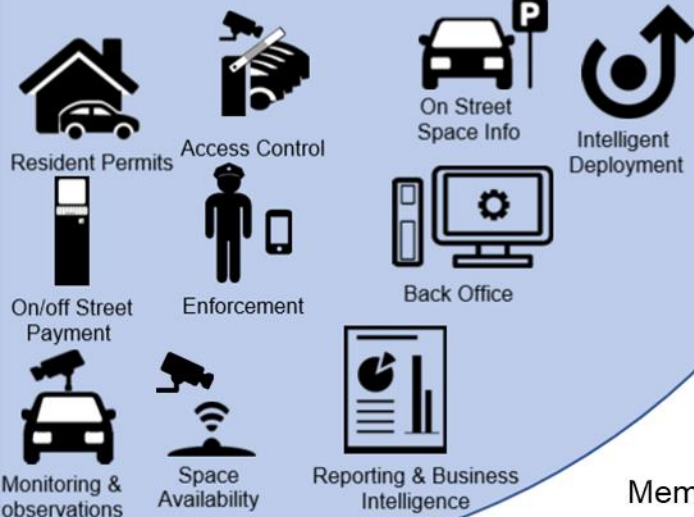 P
On Street
Space Info
Resident Permits
Access Control
Intelligent
Deployment
On/off Street
Payment
Enforcement
Back Office
Monitoring &
observations
Space
Availability
Reporting & Business
Intelligence
Mem